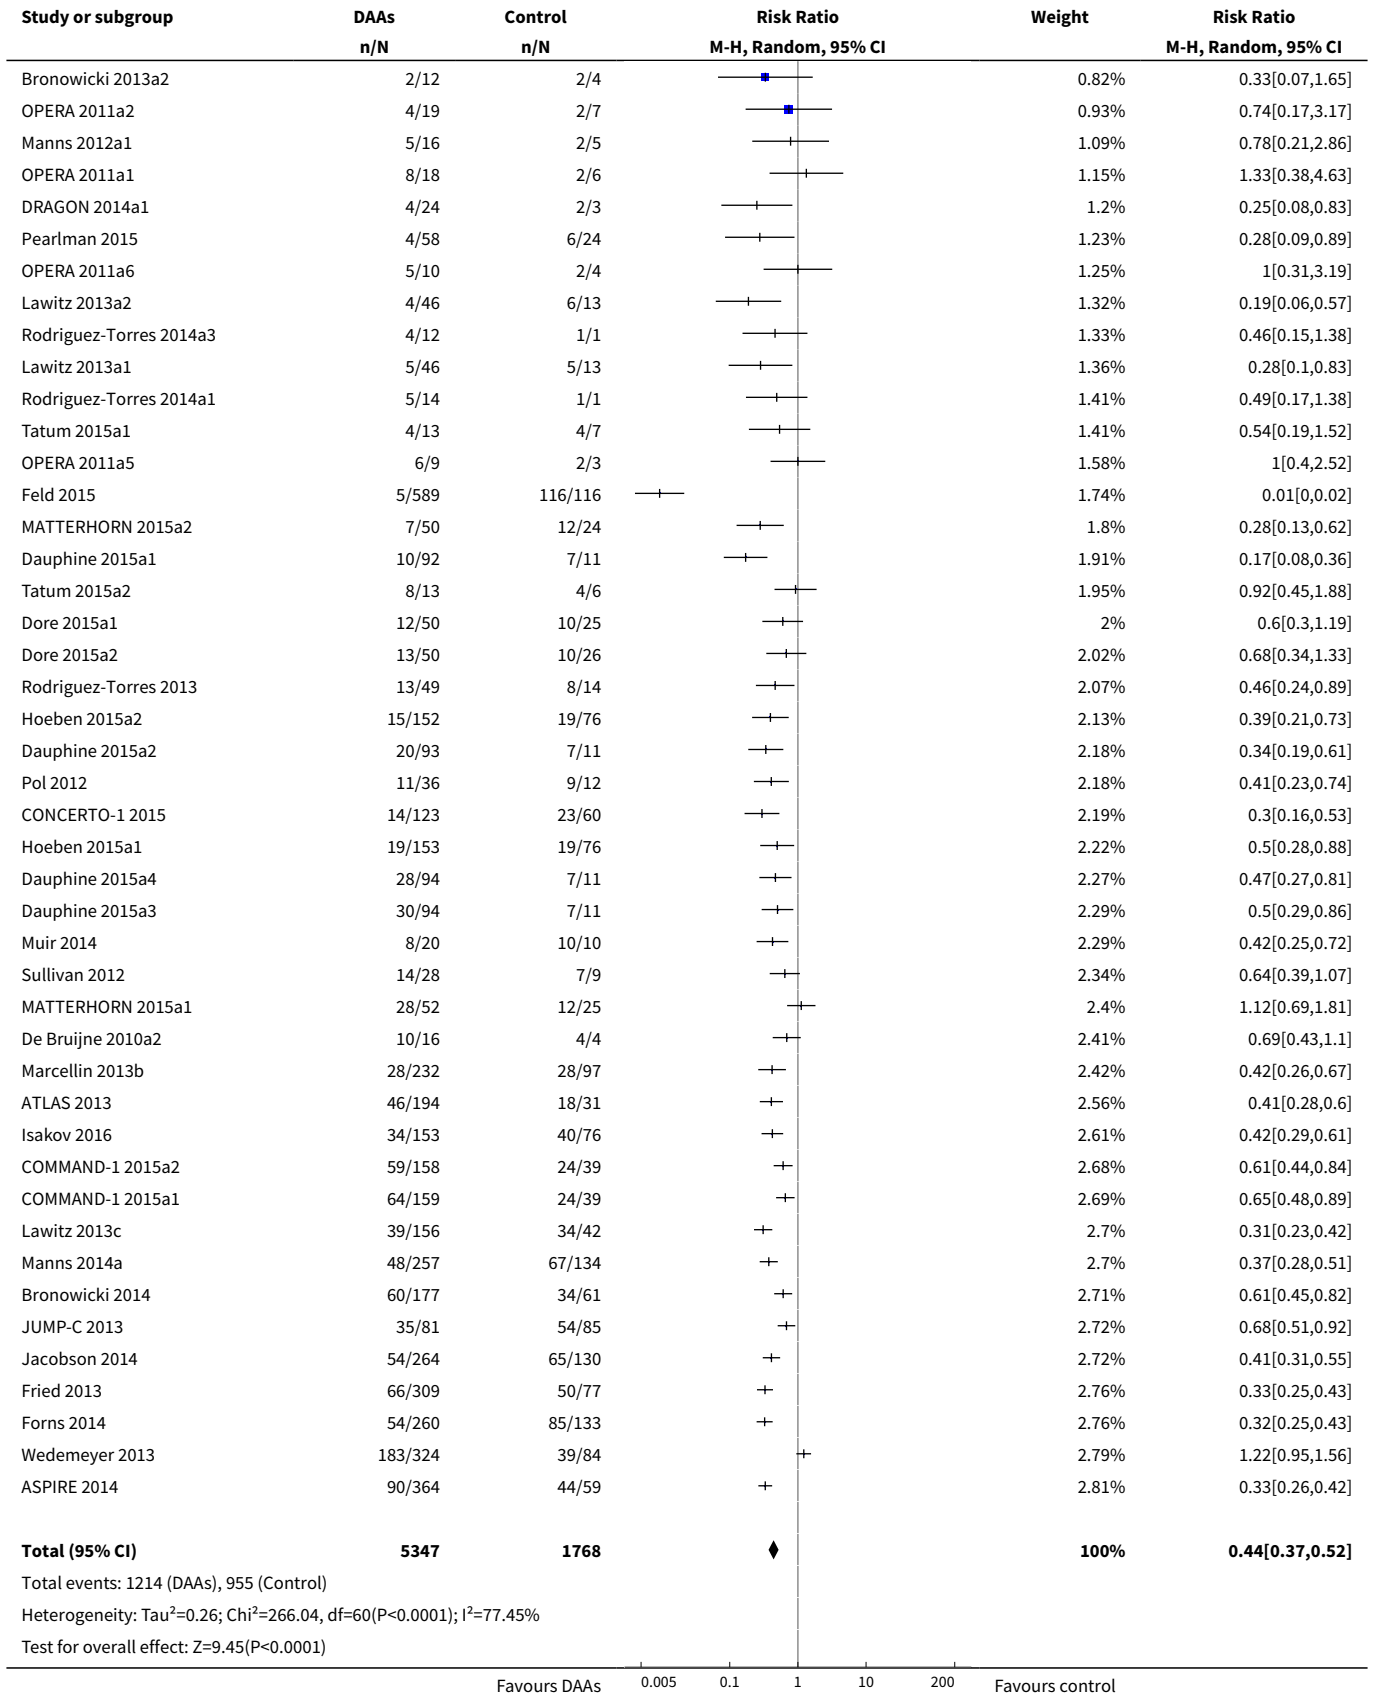 Study or subgroup DAAs Control Risk Ratio Weight Risk Ratio
n/N n/N M-H, Random, 95% CI M-H, Random, 95% CI
Bronowicki 2013a2 2/12 2/4 0.82% 0.33[0.07,1.65]
OPERA 2011a2 4/19 2/7 0.93% 0.74[0.17,3.17]
Manns 2012a1 5/16 2/5 1.09% 0.78[0.21,2.86]
OPERA 2011a1 8/18 2/6 1.15% 1.33[0.38,4.63]
DRAGON 2014a1 4/24 2/3 1.2% 0.25[0.08,0.83]
Pearlman 2015 4/58 6/24 1.23% 0.28[0.09,0.89]
OPERA 2011a6 5/10 2/4 1.25% 1[0.31,3.19]
Lawitz 2013a2 4/46 6/13 1.32% 0.19[0.06,0.57]
Rodriguez-Torres 2014a3 4/12 1/1 1.33% 0.46[0.15,1.38]
Lawitz 2013a1 5/46 5/13 1.36% 0.28[0.1,0.83]
Rodriguez-Torres 2014a1 5/14 1/1 1.41% 0.49[0.17,1.38]
Tatum 2015a1 4/13 4/7 1.41% 0.54[0.19,1.52]
OPERA 2011a5 6/9 2/3 1.58% 1[0.4,2.52]
Feld 2015 5/589 116/116 1.74% 0.01[0,0.02]
MATTERHORN 2015a2 7/50 12/24 1.8% 0.28[0.13,0.62]
Dauphine 2015a1 10/92 7/11 1.91% 0.17[0.08,0.36]
Tatum 2015a2 8/13 4/6 1.95% 0.92[0.45,1.88]
Dore 2015a1 12/50 10/25 2% 0.6[0.3,1.19]
Dore 2015a2 13/50 10/26 2.02% 0.68[0.34,1.33]
Rodriguez-Torres 2013 13/49 8/14 2.07% 0.46[0.24,0.89]
Hoeben 2015a2 15/152 19/76 2.13% 0.39[0.21,0.73]
Dauphine 2015a2 20/93 7/11 2.18% 0.34[0.19,0.61]
Pol 2012 11/36 9/12 2.18% 0.41[0.23,0.74]
CONCERTO-1 2015 14/123 23/60 2.19% 0.3[0.16,0.53]
Hoeben 2015a1 19/153 19/76 2.22% 0.5[0.28,0.88]
Dauphine 2015a4 28/94 7/11 2.27% 0.47[0.27,0.81]
Dauphine 2015a3 30/94 7/11 2.29% 0.5[0.29,0.86]
Muir 2014 8/20 10/10 2.29% 0.42[0.25,0.72]
Sullivan 2012 14/28 7/9 2.34% 0.64[0.39,1.07]
MATTERHORN 2015a1 28/52 12/25 2.4% 1.12[0.69,1.81]
De Bruijne 2010a2 10/16 4/4 2.41% 0.69[0.43,1.1]
Marcellin 2013b 28/232 28/97 2.42% 0.42[0.26,0.67]
ATLAS 2013 46/194 18/31 2.56% 0.41[0.28,0.6]
Isakov 2016 34/153 40/76 2.61% 0.42[0.29,0.61]
COMMAND-1 2015a2 59/158 24/39 2.68% 0.61[0.44,0.84]
COMMAND-1 2015a1 64/159 24/39 2.69% 0.65[0.48,0.89]
Lawitz 2013c 39/156 34/42 2.7% 0.31[0.23,0.42]
Manns 2014a 48/257 67/134 2.7% 0.37[0.28,0.51]
Bronowicki 2014 60/177 34/61 2.71% 0.61[0.45,0.82]
JUMP-C 2013 35/81 54/85 2.72% 0.68[0.51,0.92]
Jacobson 2014 54/264 65/130 2.72% 0.41[0.31,0.55]
Fried 2013 66/309 50/77 2.76% 0.33[0.25,0.43]
Forns 2014 54/260 85/133 2.76% 0.32[0.25,0.43]
Wedemeyer 2013 183/324 39/84 2.79% 1.22[0.95,1.56]
ASPIRE 2014 90/364 44/59 2.81% 0.33[0.26,0.42]
Total (95% CI) 5347 1768 100% 0.44[0.37,0.52]
Total events: 1214 (DAAs), 955 (Control)
Heterogeneity: Tau²=0.26; Chi²=266.04, df=60(P<0.0001); I²=77.45%
Test for overall effect: Z=9.45(P<0.0001)
Favours DAAs 0.005 0.1 1 10 200 Favours control